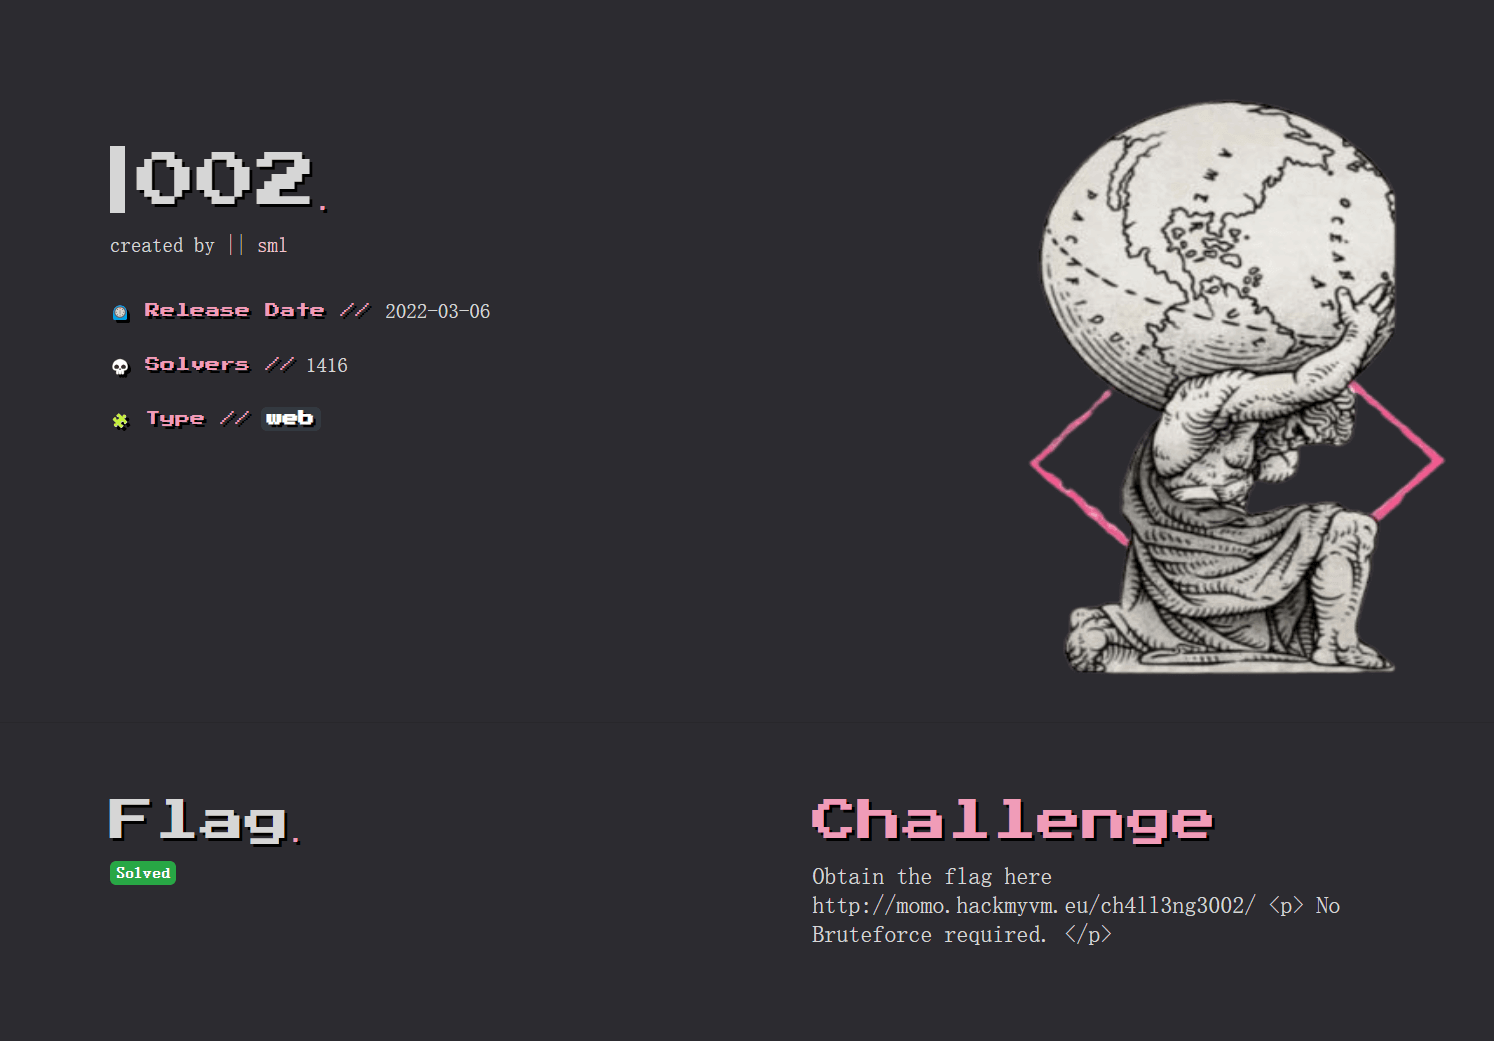 002.
created by || sml
Release Date // 2022-03-06
Solvers // 1416
Type // web
PACIFIQUE
AMER
OCEAN
AT
Flag.
Solved
Challenge
Obtain the flag here
http://momo.hackmyvm.eu/ch4ll3ng3002/ <p> No
Bruteforce required. </p>